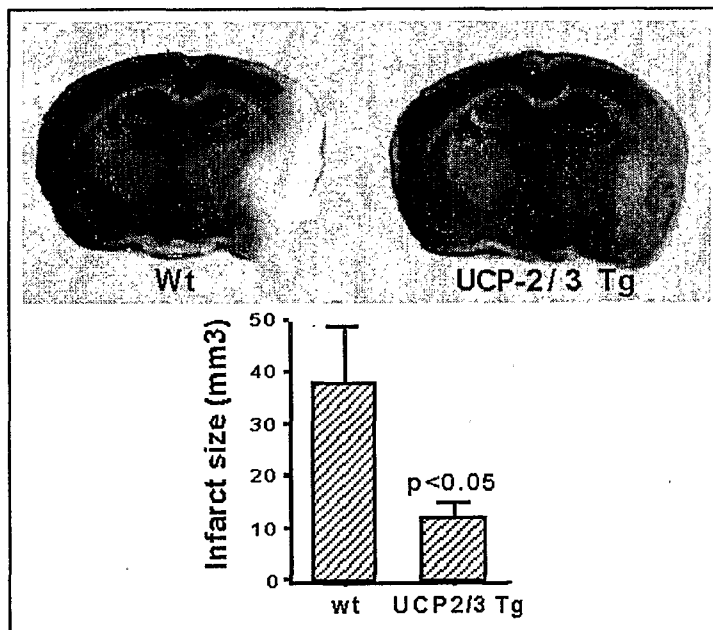 Wt
UCP-2/3 Tg
Infarct size (mm3)
50
40
30
20
10
0
p<0.05
wt
UCP2/3 Tg